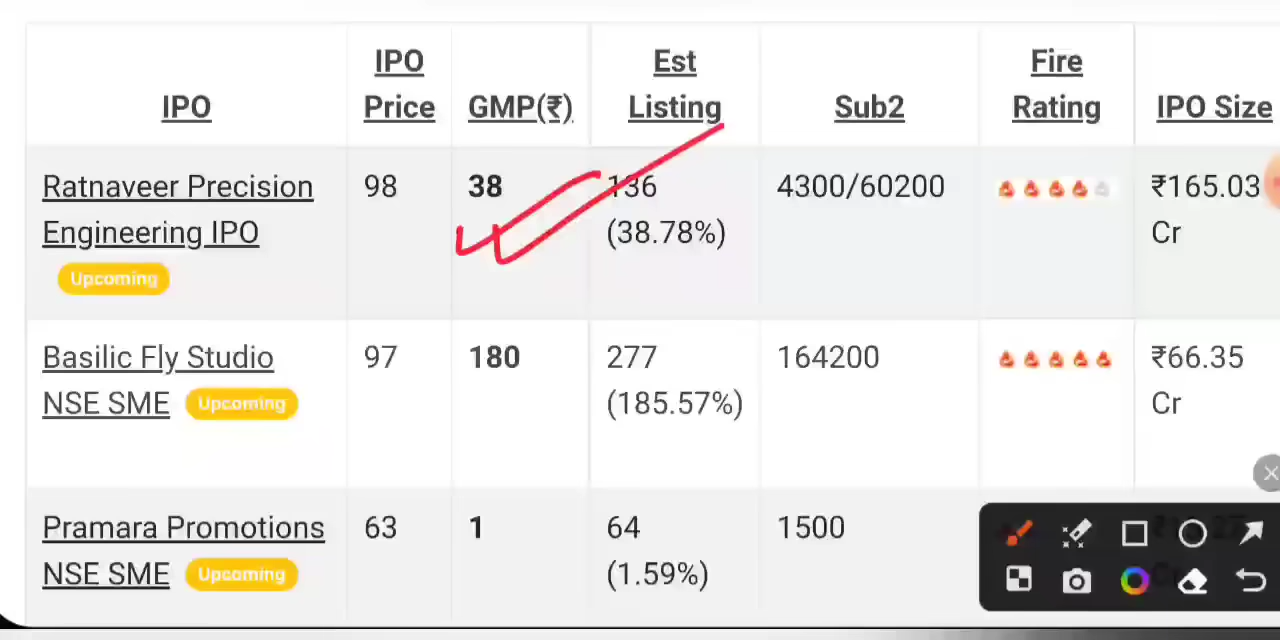 IPO
IPO Price
GMP(₹)
Est Listing
Sub2
Fire Rating
IPO Size
Ratnaveer Precision Engineering IPO
Upcoming
98
38
136 (38.78%)
4300/60200
₹165.03 Cr
Basilic Fly Studio NSE SME
Upcoming
97
180
277 (185.57%)
164200
₹66.35 Cr
Pramara Promotions NSE SME
Upcoming
63
1
64 (1.59%)
1500